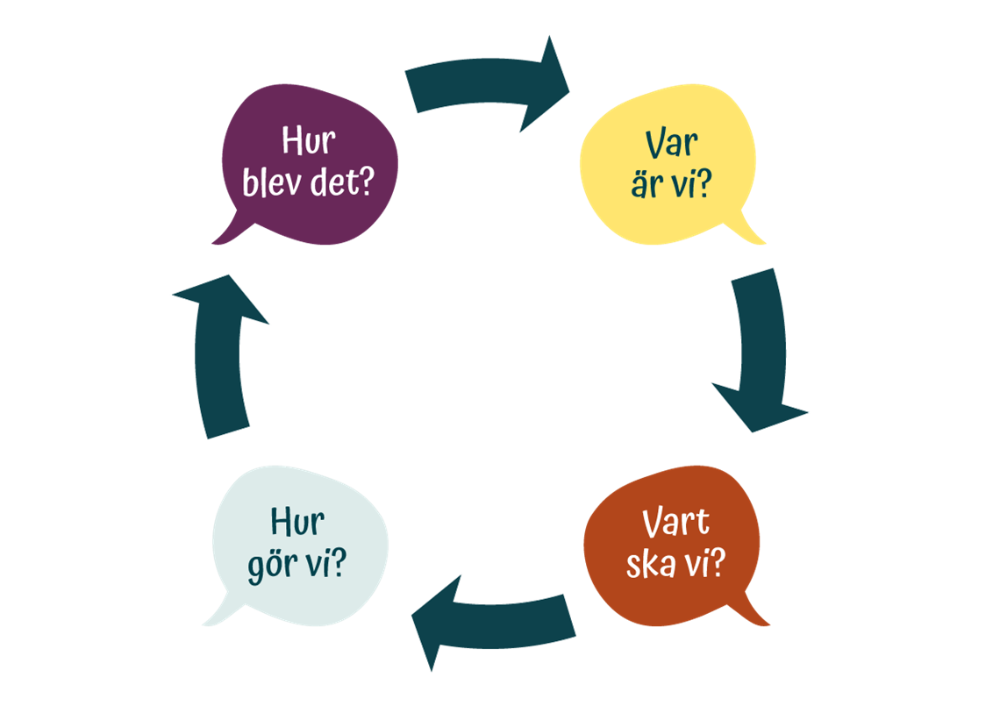 Hur
blev det?
Var
är vi?
Hur
gör vi?
Vart
ska vi?